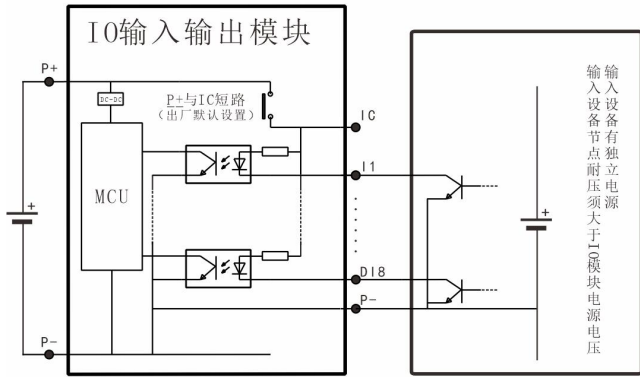 IO输入输出模块
P+
DC-DC
P+与IC短路
（出厂默认设置）
IC
MCU
I1
DI8
P-
P-
+
+
输入设备有独立电源
输入设备节点耐压须大于IO模块电源电压